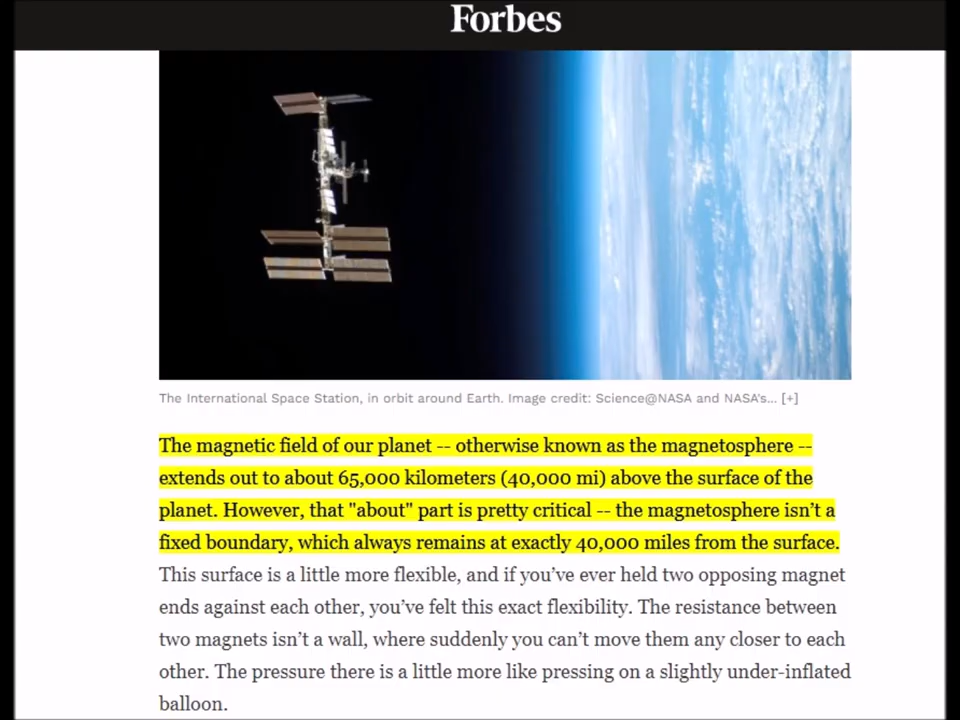 Forbes
The International Space Station, in orbit around Earth. Image credit: Science@NASA and NASA's... [+]
The magnetic field of our planet -- otherwise known as the magnetosphere --
extends out to about 65,000 kilometers (40,000 mi) above the surface of the
planet. However, that "about" part is pretty critical -- the magnetosphere isn’t a
fixed boundary, which always remains at exactly 40,000 miles from the surface.
This surface is a little more flexible, and if you’ve ever held two opposing magnet
ends against each other, you’ve felt this exact flexibility. The resistance between
two magnets isn’t a wall, where suddenly you can’t move them any closer to each
other. The pressure there is a little more like pressing on a slightly under-inflated
balloon.